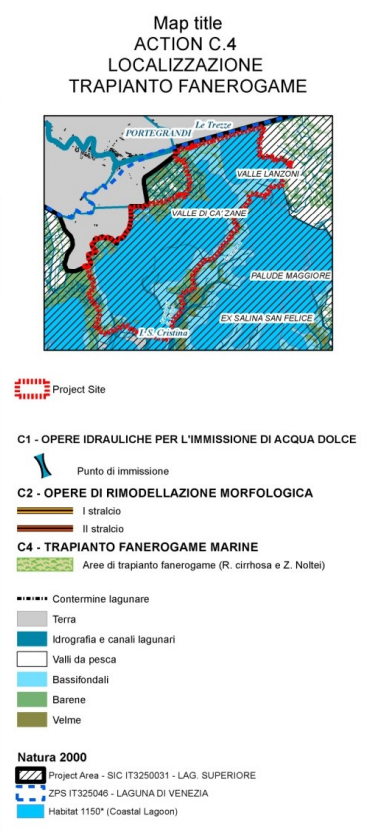 Map title
ACTION C.4
LOCALIZZAZIONE
TRAPIANTO FANEROGAME
Le Trezze
PORTEGRANDI
VALLE LANZONI
VALLE DI CA' ZANE
PALUDE MAGGIORE
EX SALINA SAN FELICE
I-S. Cristina
Project Site
C1 - OPERE IDRAULICHE PER L'IMMISSIONE DI ACQUA DOLCE
Punto di immissione
C2 - OPERE DI RIMODELLAZIONE MORFOLOGICA
I stralcio
II stralcio
C4 - TRAPIANTO FANEROGAME MARINE
Aree di trapianto fanerogame (R. cirrhosa e Z. Noltei)
Contermine lagunare
Terra
Idrografia e canali lagunari
Valli da pesca
Bassifondali
Barene
Velme
Natura 2000
Project Area - SIC IT3250031 - LAG. SUPERIORE
ZPS IT325046 - LAGUNA DI VENEZIA
Habitat 1150* (Coastal Lagoon)